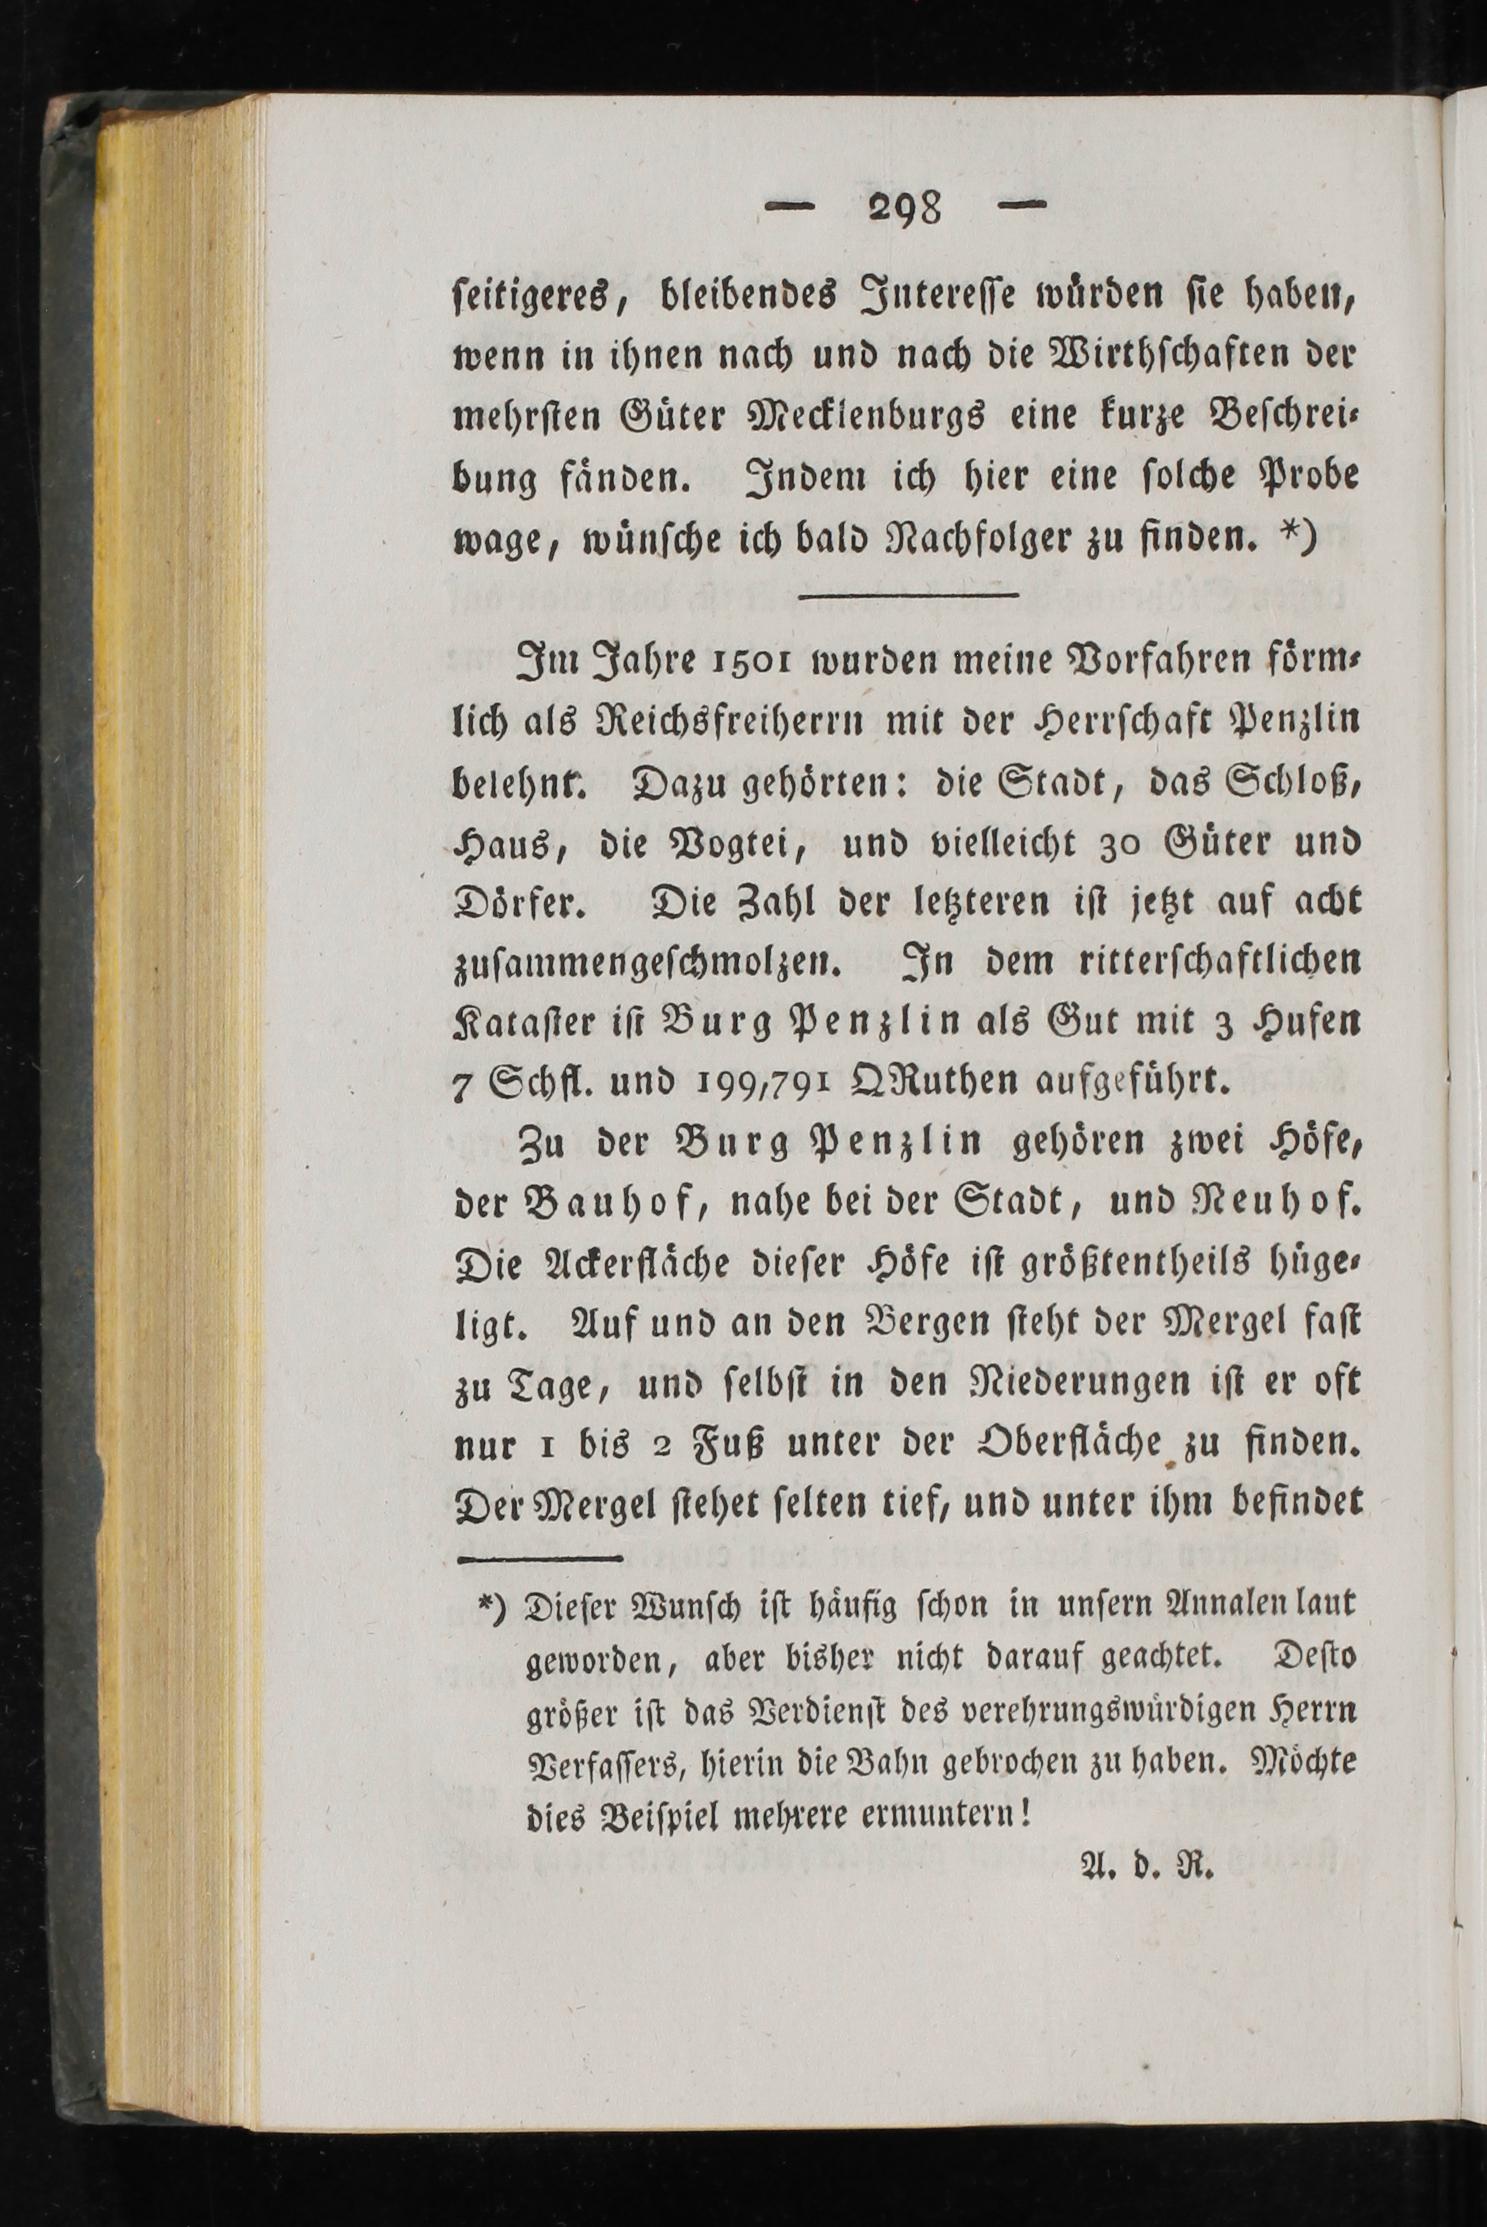 — 298 —
ſeitigeres, bleibendes Intereſſe würden ſie haben,
wenn in ihnen nach und nach die Wirthſchaften der
mehrſten Güter Mecklenburgs eine kurze Beſchrei⸗
bung fänden. Indem ich hier eine ſolche Probe
wage, wünſche ich bald Nachfolger zu finden. *)
Im Jahre 1501 wurden meine Vorfahren förm⸗
lich als Reichsfreiherrn mit der Herrſchaft Penzlin
belehnt. Dazu gehörten: die Stadt, das Schloß,
Haus, die Vogtei, und vielleicht 30 Güter und
Dörfer. Die Zahl der letzteren iſt jetzt auf acht
zuſammengeſchmolzen. In dem ritterſchaftlichen
Kataſter iſt Burg Penzlin als Gut mit 3 Hufen
7 Schfl. und 199,791 QRuthen aufgeführt.
Zu der Burg Penzlin gehören zwei Höfe,
der Bauhof, nahe bei der Stadt, und Neuhof.
Die Ackerfläche dieſer Höfe iſt größtentheils hüge⸗
ligt. Auf und an den Bergen ſteht der Mergel faſt
zu Tage, und ſelbſt in den Niederungen iſt er oft
nur 1 bis 2 Fuß unter der Oberfläche zu finden.
Der Mergel ſtehet ſelten tief, und unter ihm befindet
*) Dieſer Wunſch iſt häufig ſchon in unſern Annalen laut
geworden, aber bisher nicht darauf geachtet. Deſto
größer iſt das Verdienſt des verehrungswürdigen Herrn
Verfaſſers, hierin die Bahn gebrochen zu haben. Möchte
dies Beiſpiel mehrere ermuntern!
A. d. R.